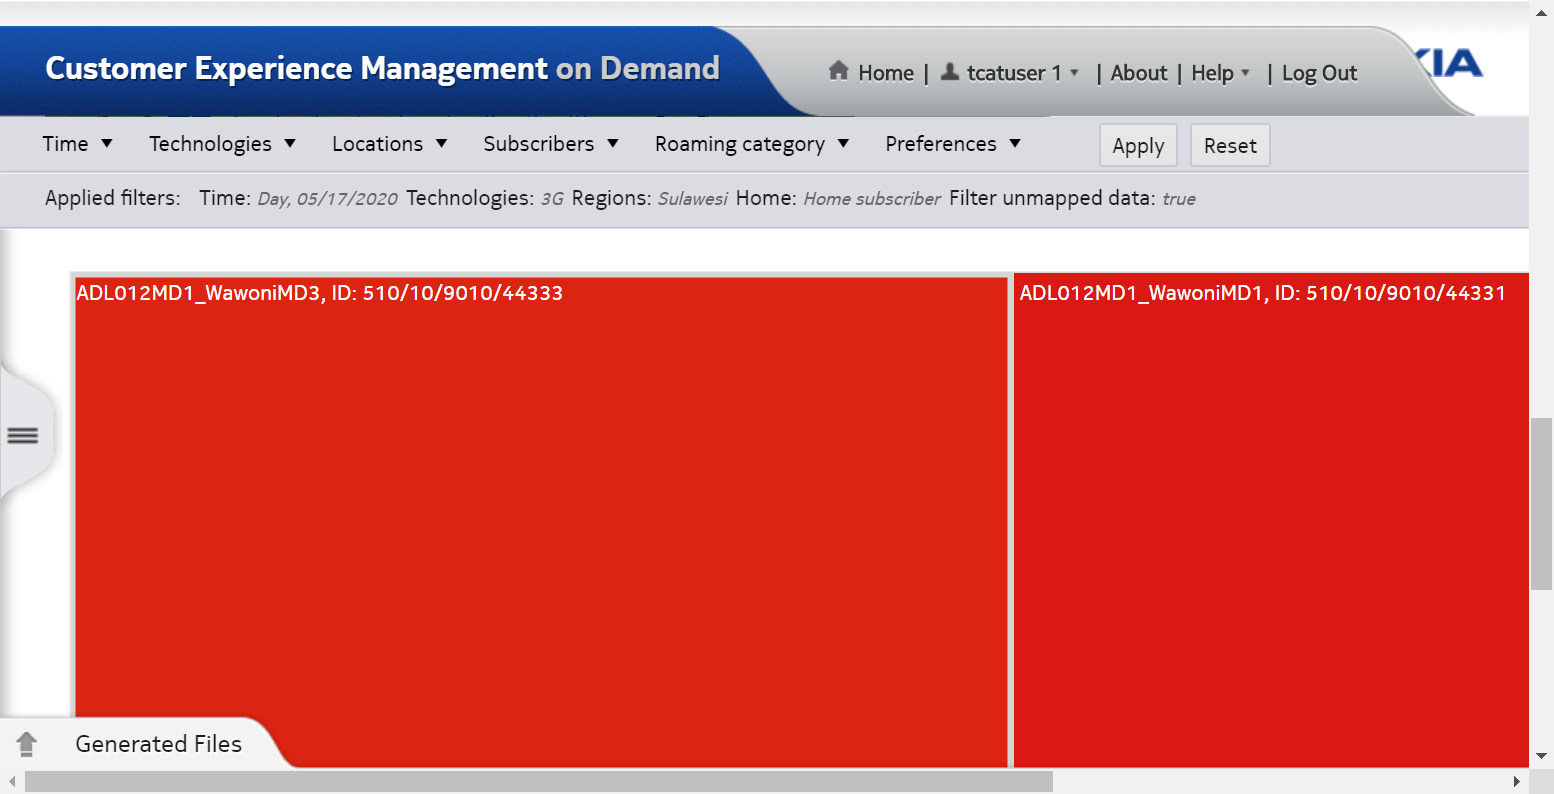 Customer Experience Management on Demand
Home | tcatuser 1 | About | Help | Log Out
Time Technologies Locations Subscribers Roaming category Preferences Apply Reset
Applied filters: Time: Day, 05/17/2020 Technologies: 3G Regions: Sulawesi Home: Home subscriber Filter unmapped data: true
ADL012MD1_WawoniMD3, ID: 510/10/9010/44333
ADL012MD1_WawoniMD1, ID: 510/10/9010/44331
Generated Files